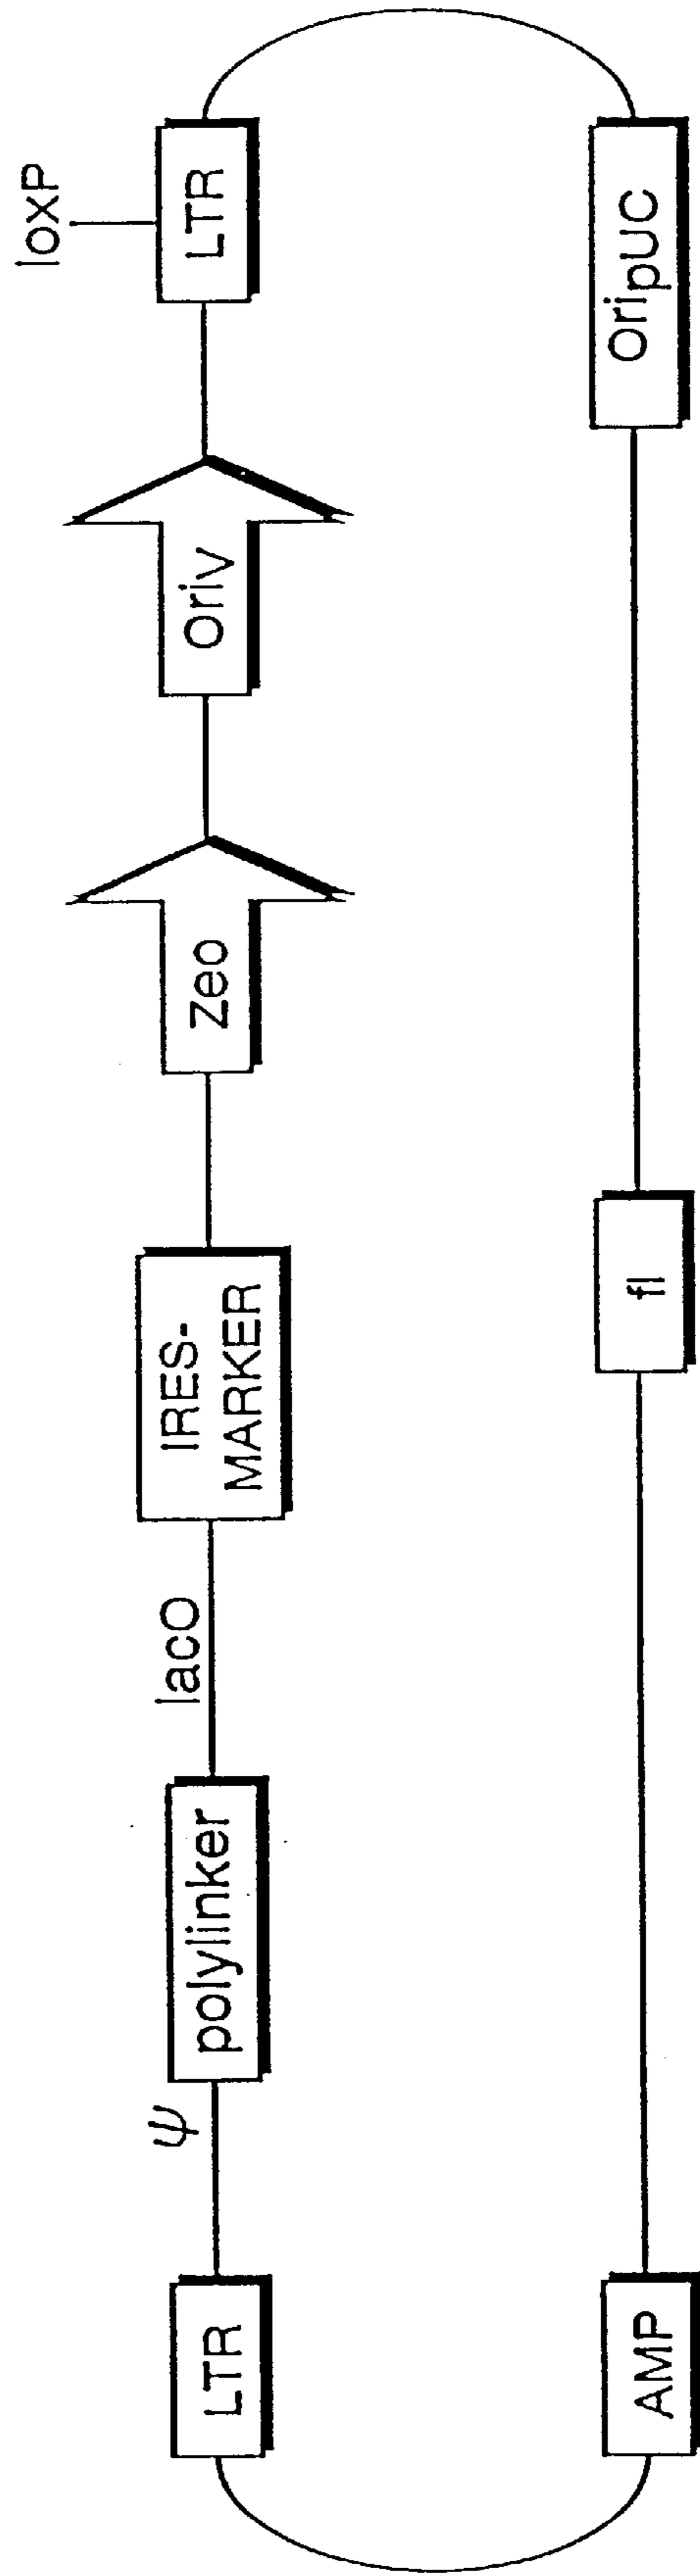 loxP
LTR
ψ
polylinker
lacO
IRES-
MARKER
Zeo
oriV
LTR
AMP
fl
OripUC